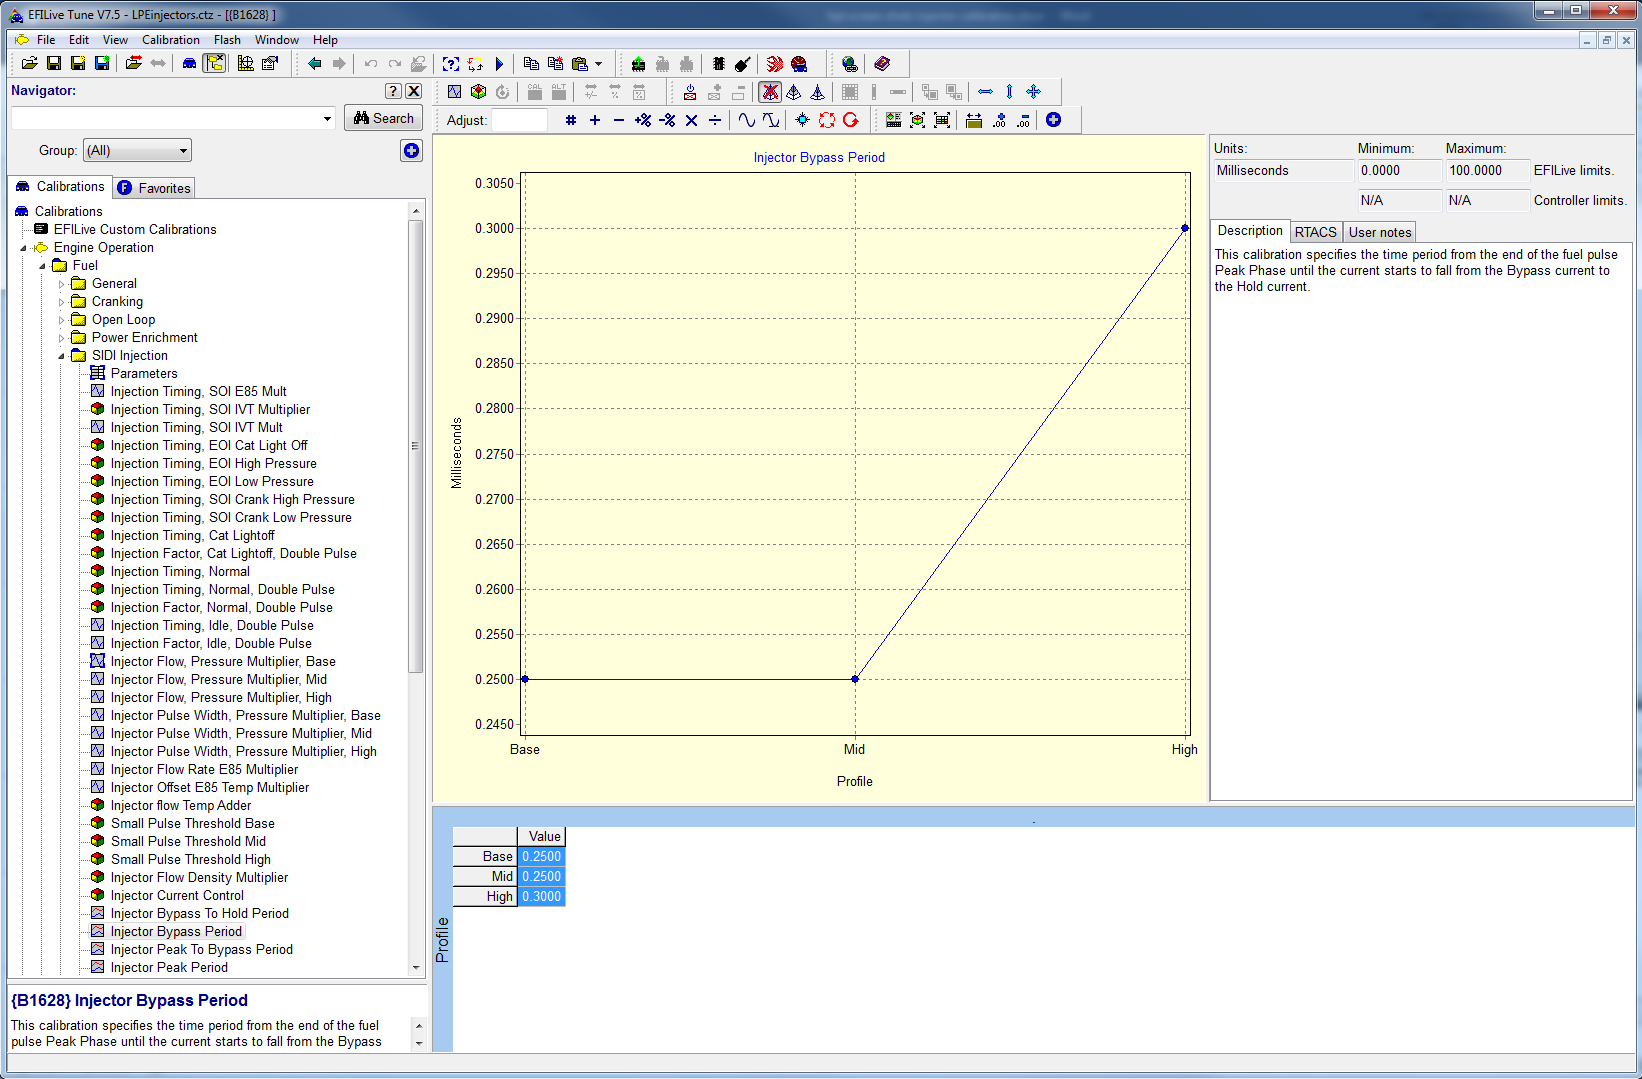 EFILive Tune V7.5 - LPEinjectors.ctz - [{B1628} ]
File Edit View Calibration Flash Window Help
Navigator:
Search
Group: (All)
Calibrations Favorites
Calibrations
EFILive Custom Calibrations
Engine Operation
Fuel
General
Cranking
Open Loop
Power Enrichment
SIDI Injection
Parameters
Injection Timing, SOI E85 Mult
Injection Timing, SOI IVT Multiplier
Injection Timing, SOI IVT Mult
Injection Timing, EOI Cat Light Off
Injection Timing, EOI High Pressure
Injection Timing, EOI Low Pressure
Injection Timing, SOI Crank High Pressure
Injection Timing, SOI Crank Low Pressure
Injection Timing, Cat Lightoff
Injection Factor, Cat Lightoff, Double Pulse
Injection Timing, Normal
Injection Timing, Normal, Double Pulse
Injection Factor, Normal, Double Pulse
Injection Timing, Idle, Double Pulse
Injection Factor, Idle, Double Pulse
Injector Flow, Pressure Multiplier, Base
Injector Flow, Pressure Multiplier, Mid
Injector Flow, Pressure Multiplier, High
Injector Pulse Width, Pressure Multiplier, Base
Injector Pulse Width, Pressure Multiplier, Mid
Injector Pulse Width, Pressure Multiplier, High
Injector Flow Rate E85 Multiplier
Injector Offset E85 Temp Multiplier
Injector flow Temp Adder
Small Pulse Threshold Base
Small Pulse Threshold Mid
Small Pulse Threshold High
Injector Flow Density Multiplier
Injector Current Control
Injector Bypass To Hold Period
Injector Bypass Period
Injector Peak To Bypass Period
Injector Peak Period
{B1628} Injector Bypass Period
This calibration specifies the time period from the end of the fuel
pulse Peak Phase until the current starts to fall from the Bypass
CAL ALT
Adjust:
Injector Bypass Period
0.3050
0.3000
0.2950
0.2900
0.2850
0.2800
0.2750
0.2700
0.2650
0.2600
0.2550
0.2500
0.2450
Milliseconds
Base Mid High
Profile
Units: Minimum: Maximum:
Milliseconds 0.0000 100.0000 EFILive limits.
N/A N/A Controller limits.
Description RTACS User notes
This calibration specifies the time period from the end of the fuel pulse
Peak Phase until the current starts to fall from the Bypass current to
the Hold current.
Value
Base 0.2500
Mid 0.2500
High 0.3000
Profile